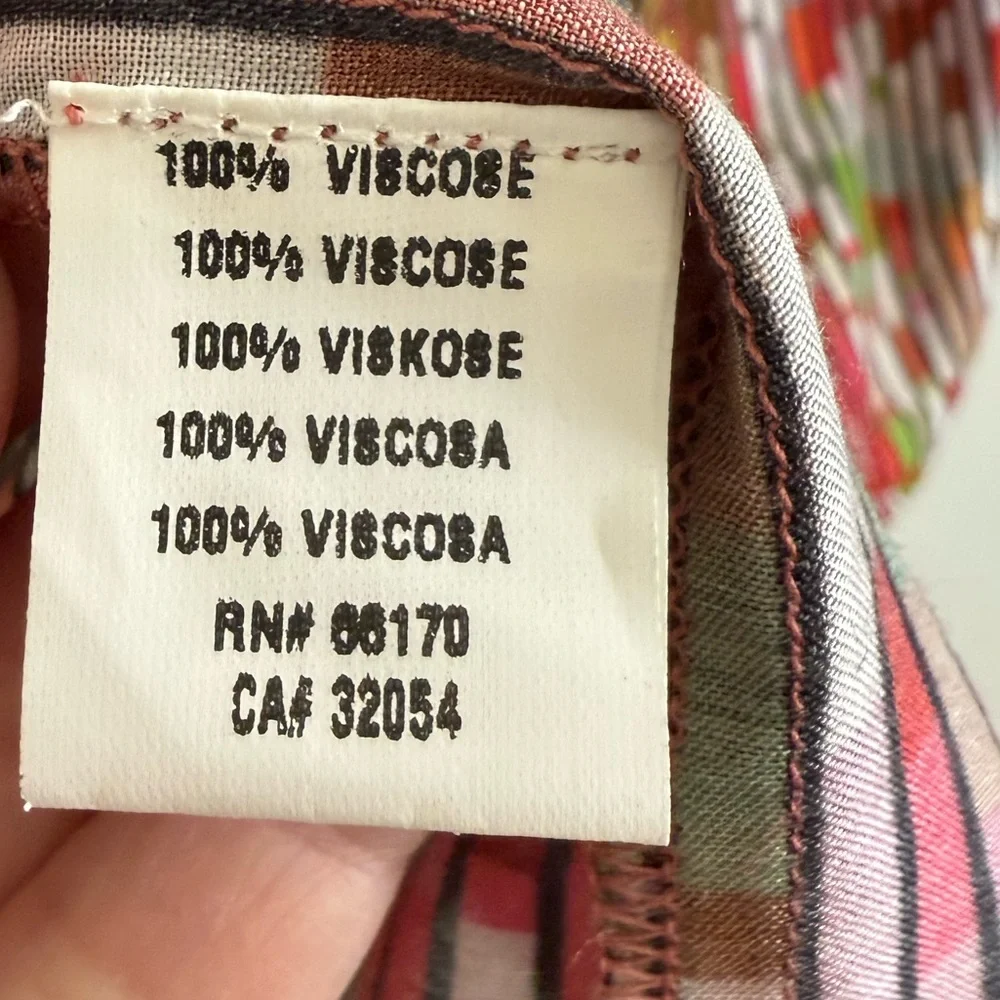 100% VISCOSE
100% VISCOSE
100% VISKOSE
100% VISCOSA
100% VISCOSA
RN# 66170
CA# 32054